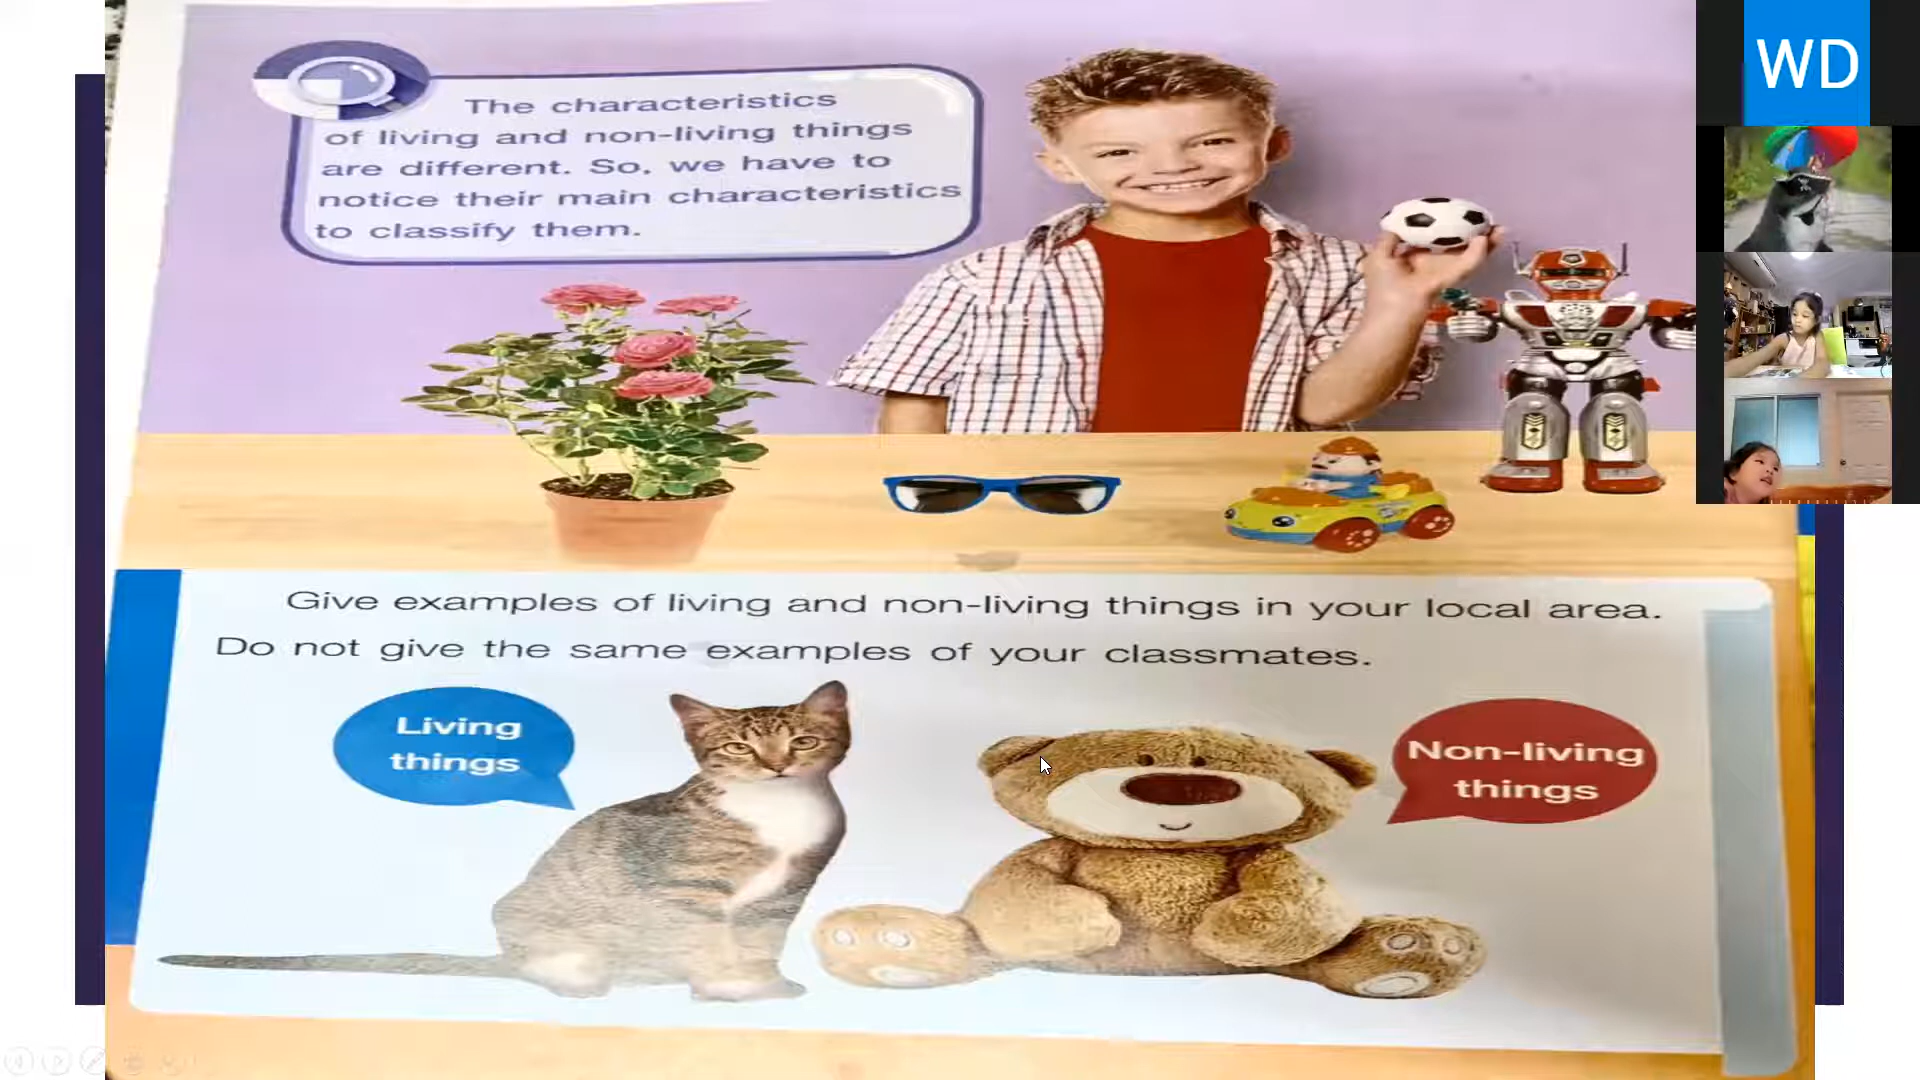 The characteristics
of living and non-living things
are different. So, we have to
notice their main characteristics
to classify them.
WD
Give examples of living and non-living things in your local area.
Do not give the same examples of your classmates.
Living
things
Non-living
things